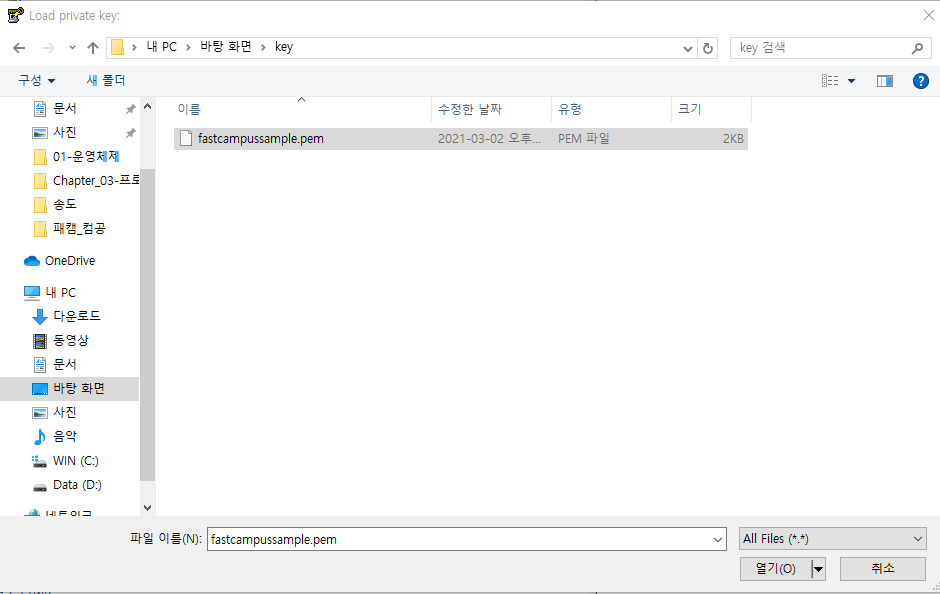 Load private key:
내 PC > 바탕 화면 > key
key 검색
구성
새 폴더
문서
사진
01-운영체제
Chapter_03-프로
송도
패캠_컴공
OneDrive
내 PC
다운로드
동영상
문서
바탕 화면
사진
음악
WIN (C:)
Data (D:)
네트워크
이름
수정한 날짜
유형
크기
fastcampussample.pem
2021-03-02 오후...
PEM 파일
2KB
파일 이름(N):
fastcampussample.pem
All Files (*.*)
열기(O)
취소